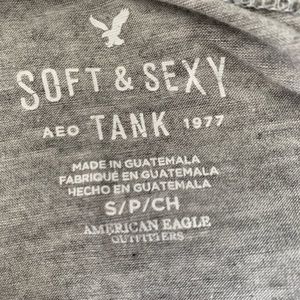 SOFT & SEXY
AEO TANK 1977
MADE IN GUATEMALA
FABRIQUÉ EN GUATEMALA
HECHO EN GUATEMALA
S/P/CH
AMERICAN EAGLE
OUTFITTERS